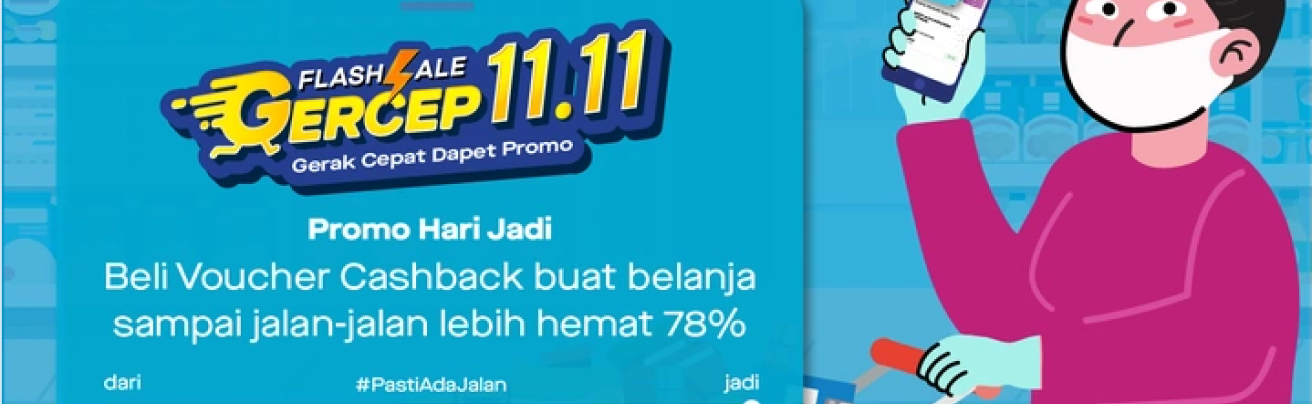 FLASH SALE
GERCEP 11.11
Gerak Cepat Dapet Promo
Promo Hari Jadi
Beli Voucher Cashback buat belanja
sampai jalan-jalan lebih hemat 78%
dari #PastiAdaJalan jadi